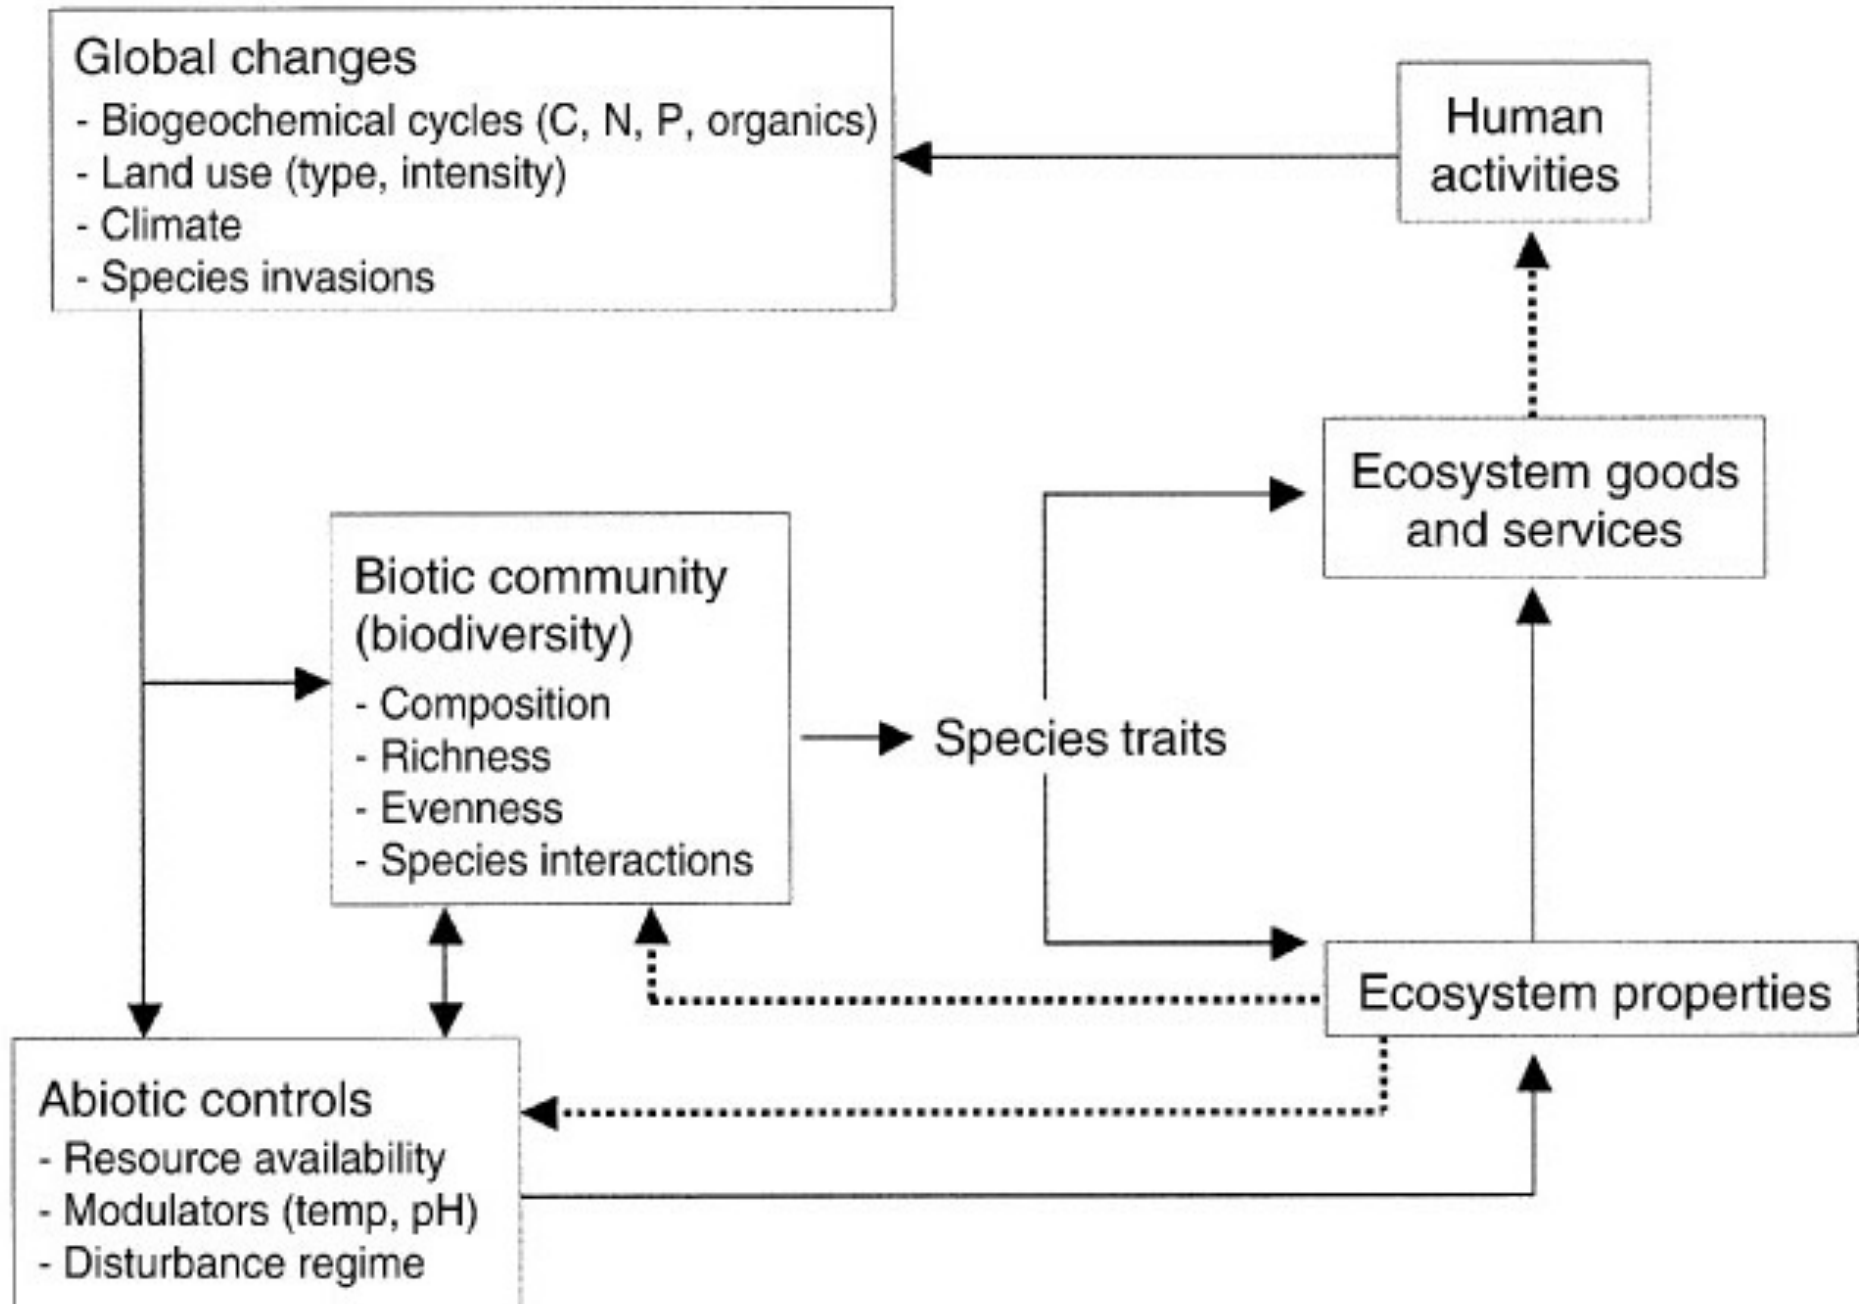 Global changes
- Biogeochemical cycles (C, N, P, organics)
- Land use (type, intensity)
- Climate
- Species invasions
Human
activities
Ecosystem goods
and services
Biotic community
(biodiversity)
- Composition
- Richness
- Evenness
- Species interactions
Species traits
Ecosystem properties
Abiotic controls
- Resource availability
- Modulators (temp, pH)
- Disturbance regime